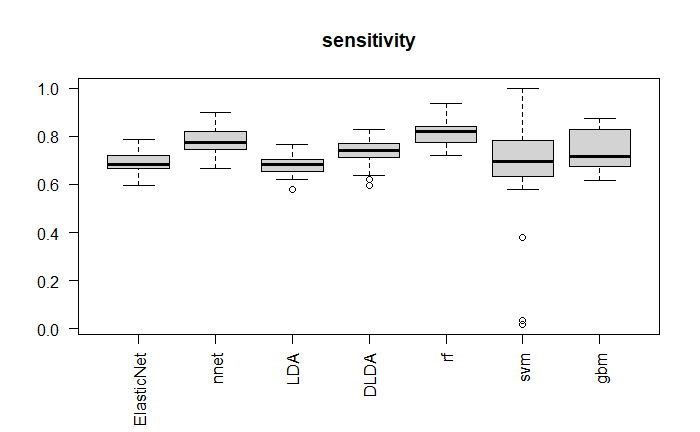 sensitivity
1.0
0.8
0.6
0.4
0.2
0.0
ElasticNet
nnet
LDA
DLDA
rf
svm
gbm